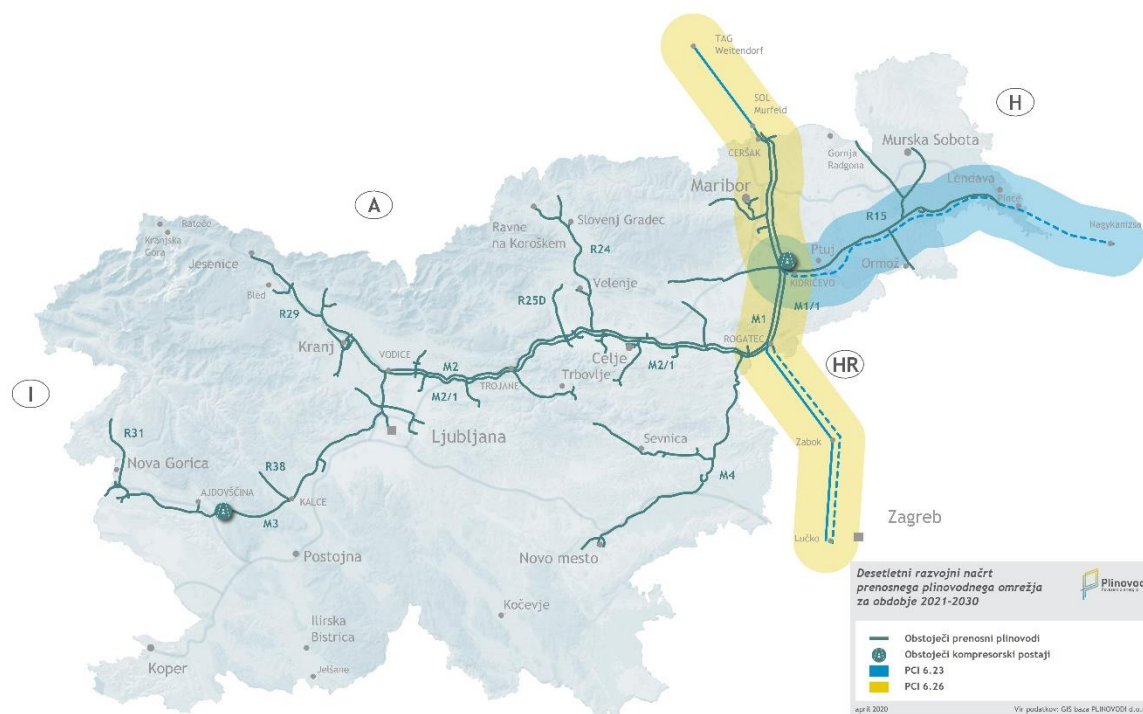 TAG
Weitendorf
SOL
Murfeld
CERŠAK
H
Gornja
Radgona
Murska Sobota
Maribor
Lendava
Pince
Nagykanizsa
A
R15
Rateče
Kranjska
Gora
Ravne
na Koroškem
Slovenj Gradec
R24
Ptuj
Ormož
KIDRIČEVO
M1/1
M1
Jesenice
Bled
R29
Velenje
R25D
ROGATEC
HR
Kranj
VODICE
M2
M2/1
TROJANE
Celje
M2/1
Trbovlje
I
Ljubljana
Sevnica
Zabok
M4
R31
Nova Gorica
R38
AJDOVŠČINA
KALCE
M3
Zagreb
Lučko
Postojna
Novo mesto
Kočevje
Ilirska
Bistrica
Koper
Jelšane
Desetletni razvojni načrt
prenosnega plinovodnega omrežja
za obdobje 2021-2030
Plinovod
Obstoječi prenosni plinovodi
Obstoječi kompresorski postaji
PCI 6.23
PCI 6.26
april 2020
Vir podatkov: GIS baza PLINOVODI d.o.